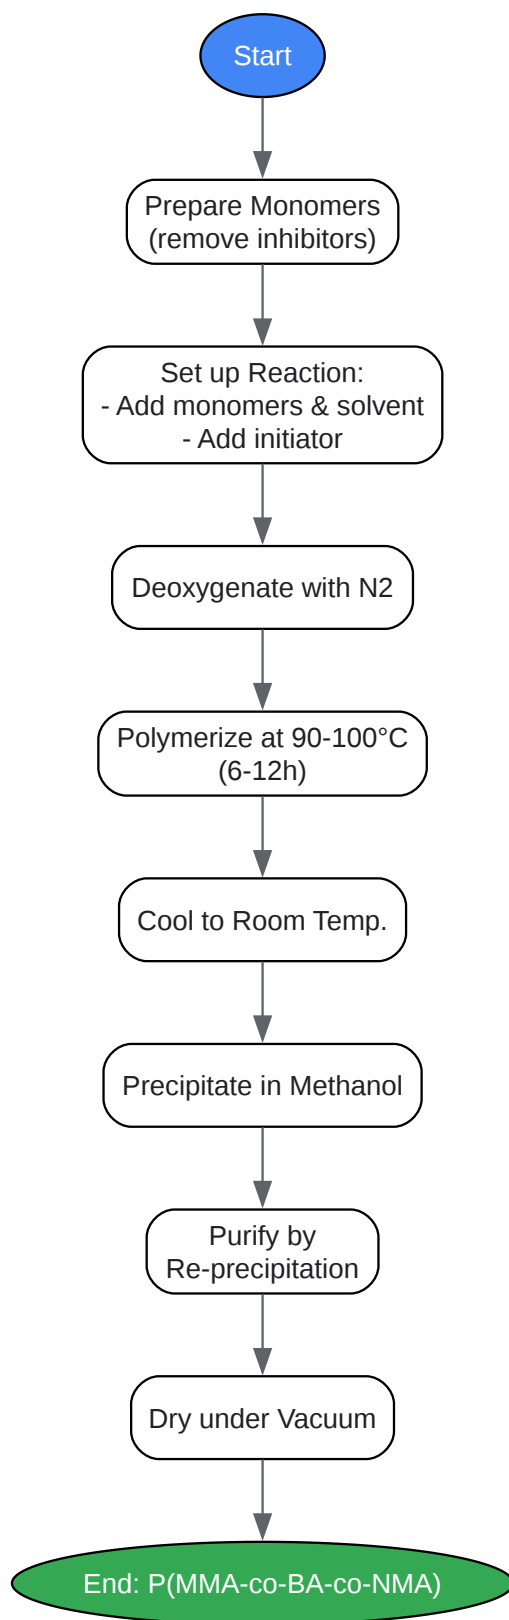 Start
Prepare Monomers
(remove inhibitors)
Set up Reaction:
- Add monomers & solvent
- Add initiator
Deoxygenate with N2
Polymerize at 90-100°C
(6-12h)
Cool to Room Temp.
Precipitate in Methanol
Purify by
Re-precipitation
Dry under Vacuum
End: P(MMA-co-BA-co-NMA)